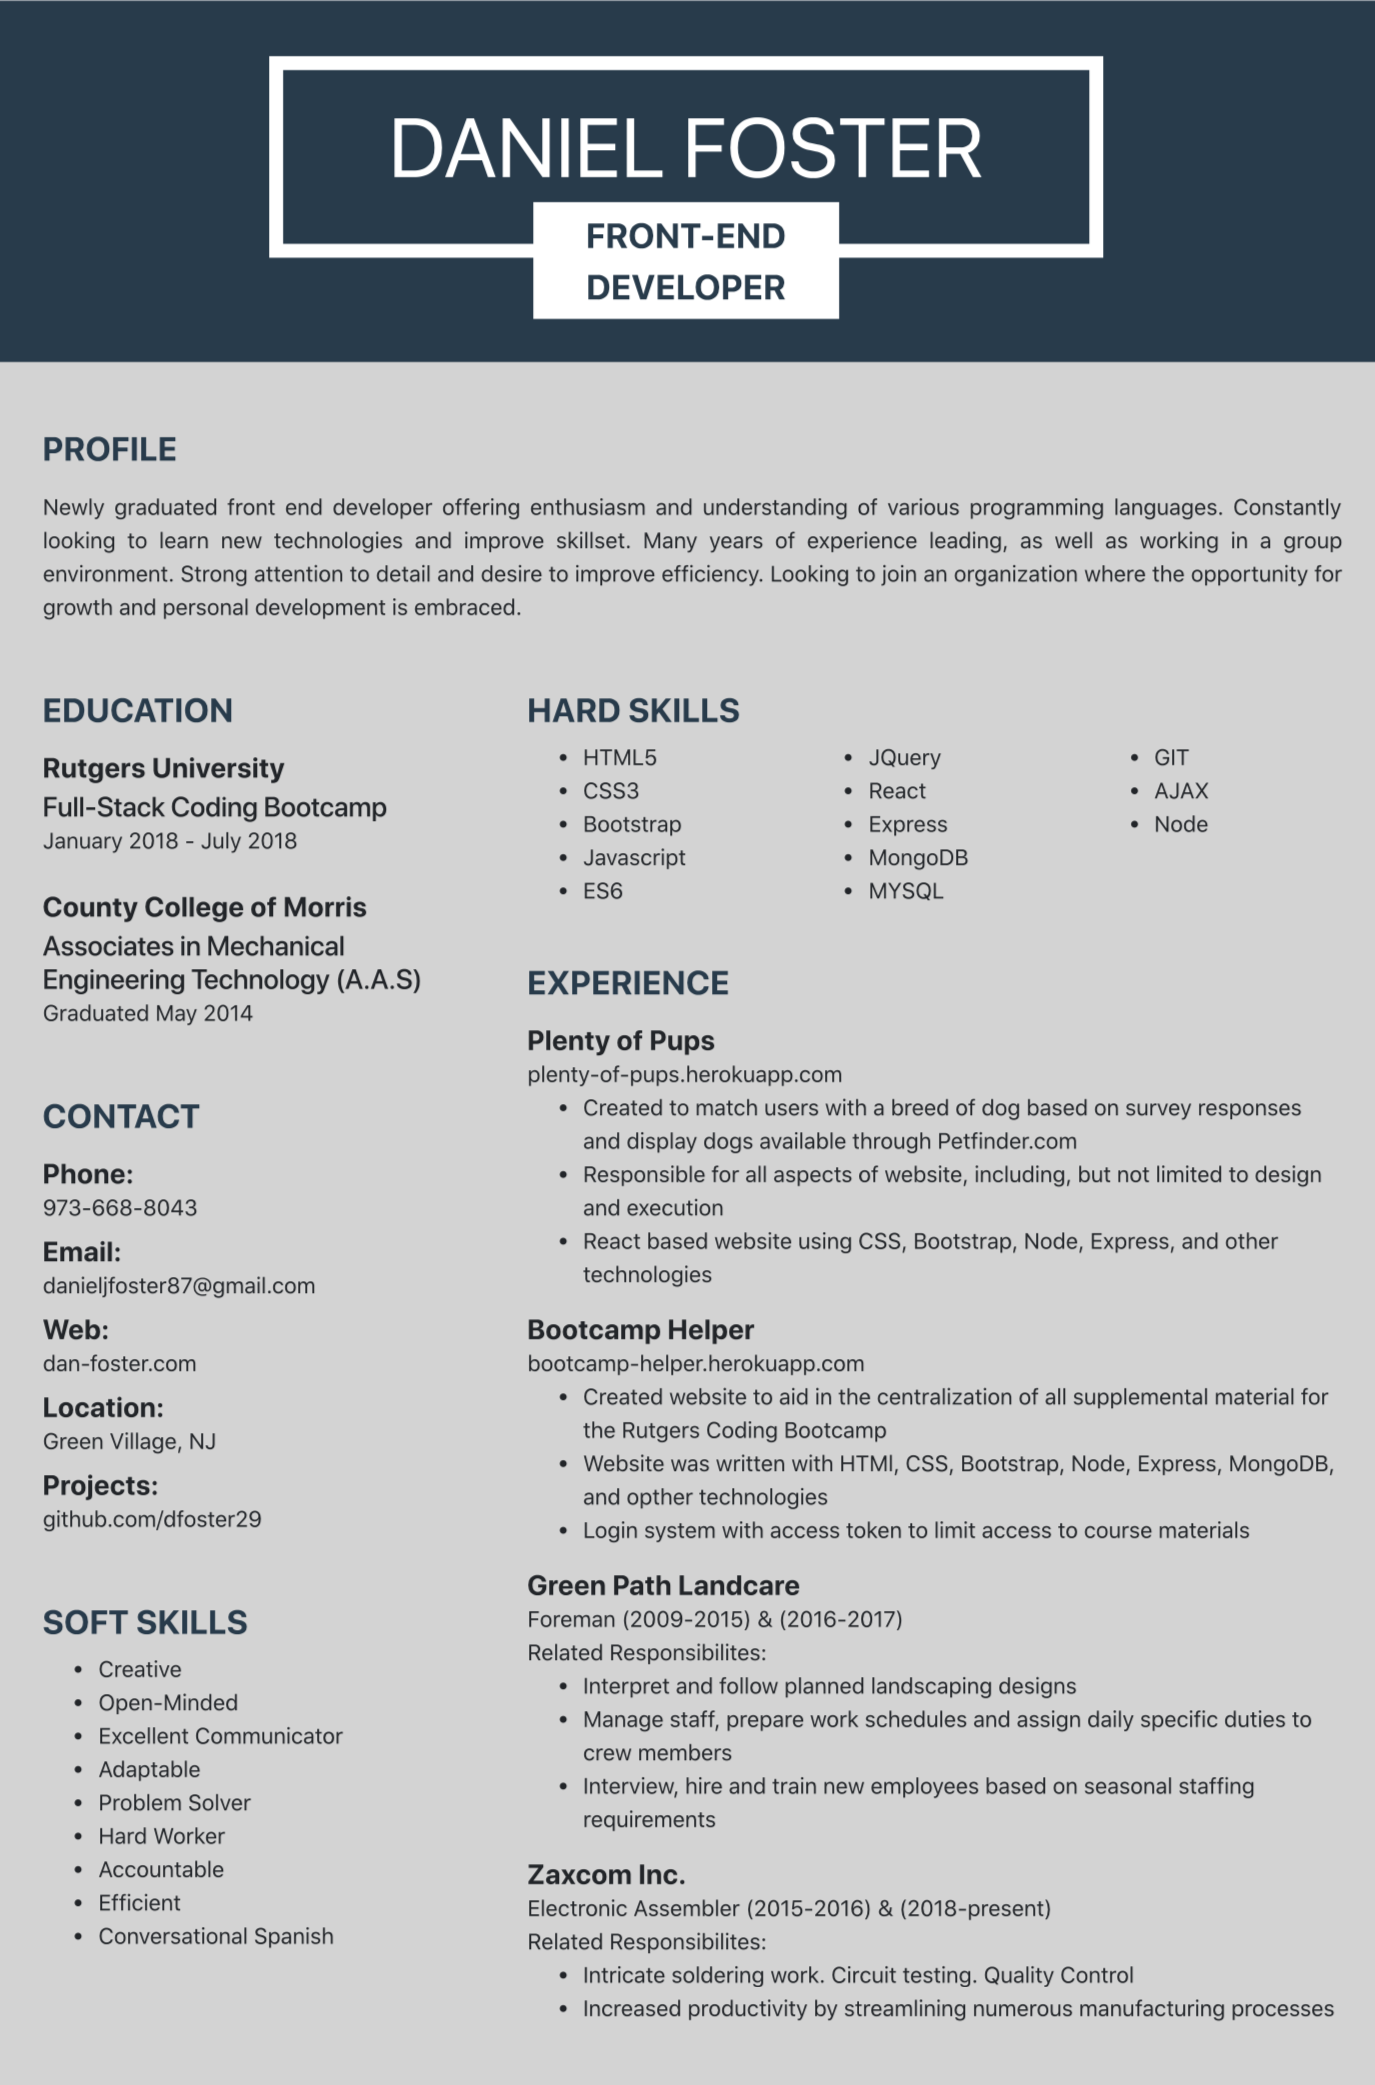 DANIEL FOSTER
FRONT-END
DEVELOPER
PROFILE
Newly graduated front end developer offering enthusiasm and understanding of various programming languages. Constantly
looking to learn new technologies and improve skillset. Many years of experience leading, as well as working in a group
environment. Strong attention to detail and desire to improve efficiency. Looking to join an organization where the opportunity for
growth and personal development is embraced.
EDUCATION
Rutgers University
Full-Stack Coding Bootcamp
January 2018 - July 2018
County College of Morris
Associates in Mechanical
Engineering Technology (A.A.S)
Graduated May 2014
CONTACT
Phone:
973-668-8043
Email:
danieljfoster87@gmail.com
Web:
dan-foster.com
Location:
Green Village, NJ
Projects:
github.com/dfoster29
SOFT SKILLS
• Creative
• Open-Minded
• Excellent Communicator
• Adaptable
• Problem Solver
• Hard Worker
• Accountable
• Efficient
• Conversational Spanish
HARD SKILLS
• HTML5
• CSS3
• Bootstrap
• Javascript
• ES6
• JQuery
• React
• Express
• MongoDB
• MYSQL
• GIT
• AJAX
• Node
EXPERIENCE
Plenty of Pups
plenty-of-pups.herokuapp.com
• Created to match users with a breed of dog based on survey responses
and display dogs available through Petfinder.com
• Responsible for all aspects of website, including, but not limited to design
and execution
• React based website using CSS, Bootstrap, Node, Express, and other
technologies
Bootcamp Helper
bootcamp-helper.herokuapp.com
• Created website to aid in the centralization of all supplemental material for
the Rutgers Coding Bootcamp
• Website was written with HTMl, CSS, Bootstrap, Node, Express, MongoDB,
and opther technologies
• Login system with access token to limit access to course materials
Green Path Landcare
Foreman (2009-2015) & (2016-2017)
Related Responsibilites:
• Interpret and follow planned landscaping designs
• Manage staff, prepare work schedules and assign daily specific duties to
crew members
• Interview, hire and train new employees based on seasonal staffing
requirements
Zaxcom Inc.
Electronic Assembler (2015-2016) & (2018-present)
Related Responsibilites:
• Intricate soldering work. Circuit testing. Quality Control
• Increased productivity by streamlining numerous manufacturing processes